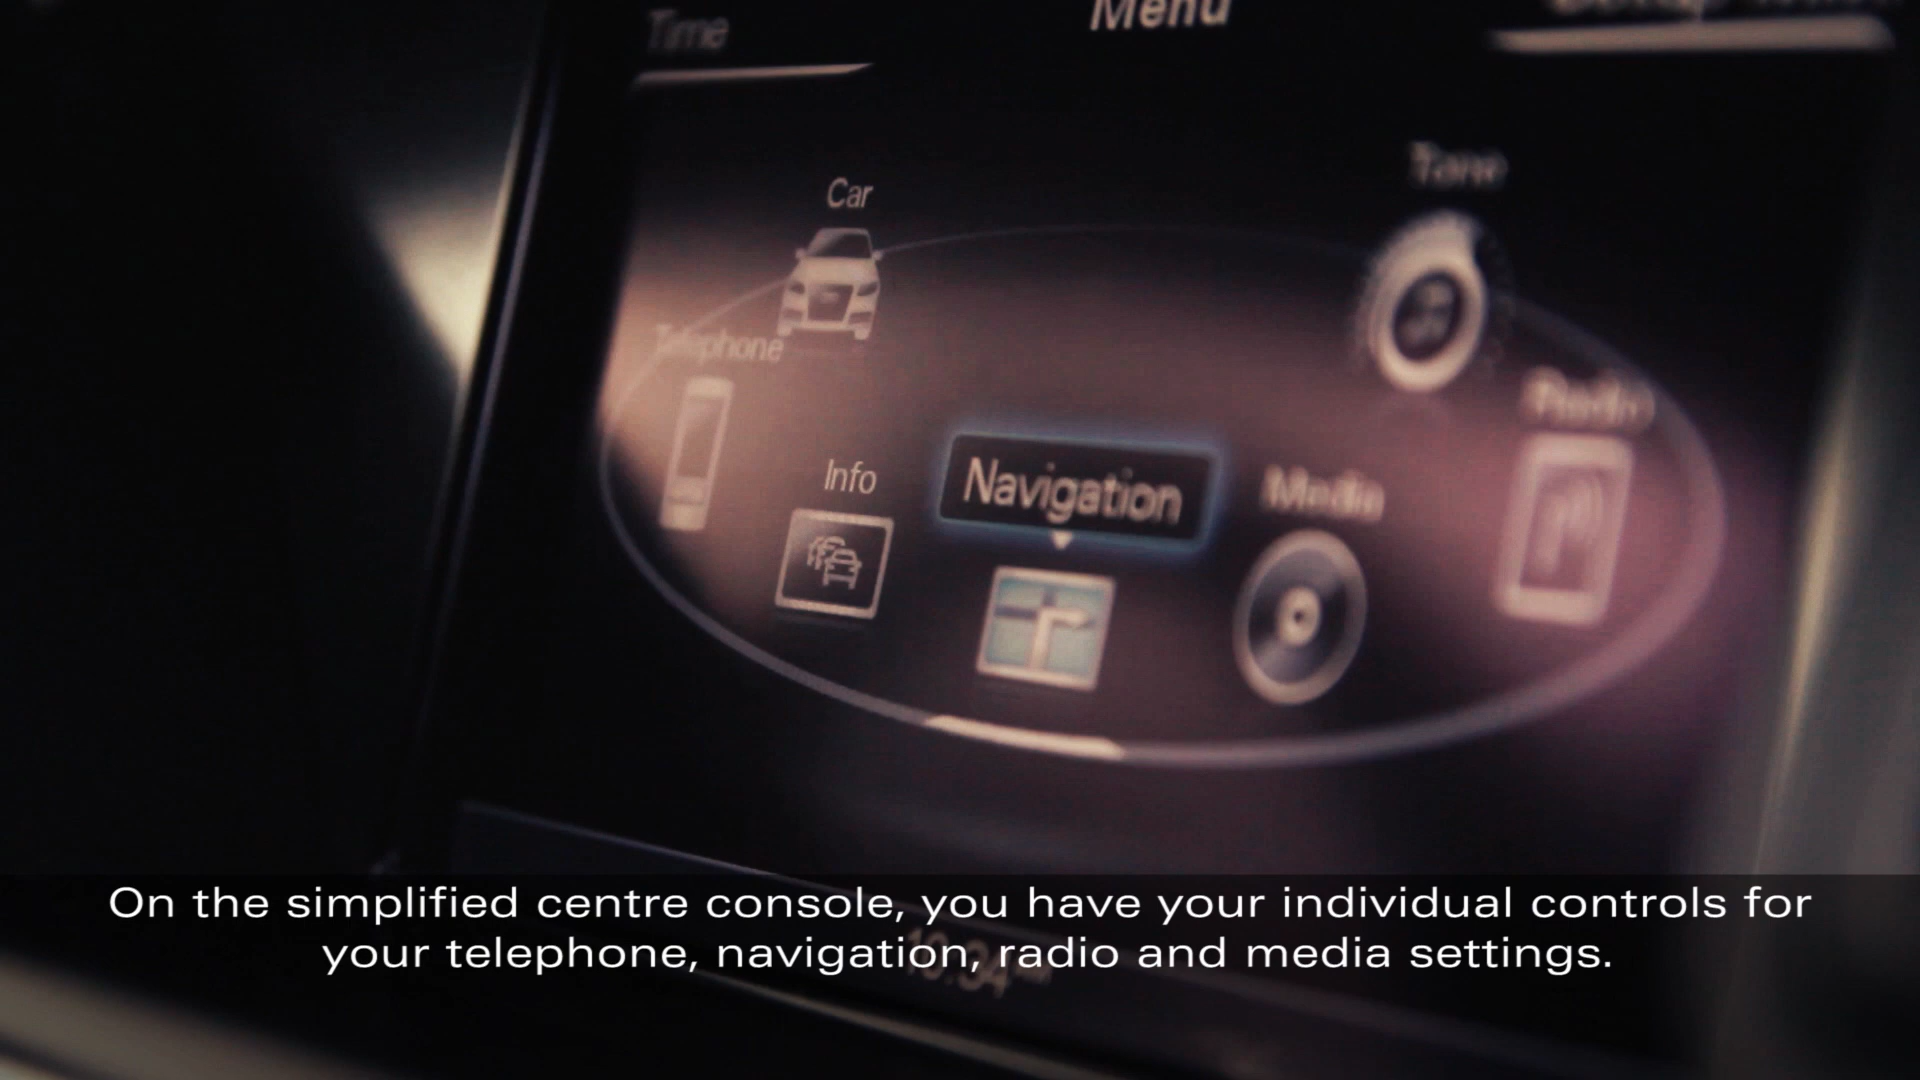 Time
Menu
Car
Tone
Telephone
Radio
Info
Navigation
Media
On the simplified centre console, you have your individual controls for
your telephone, navigation, radio and media settings.